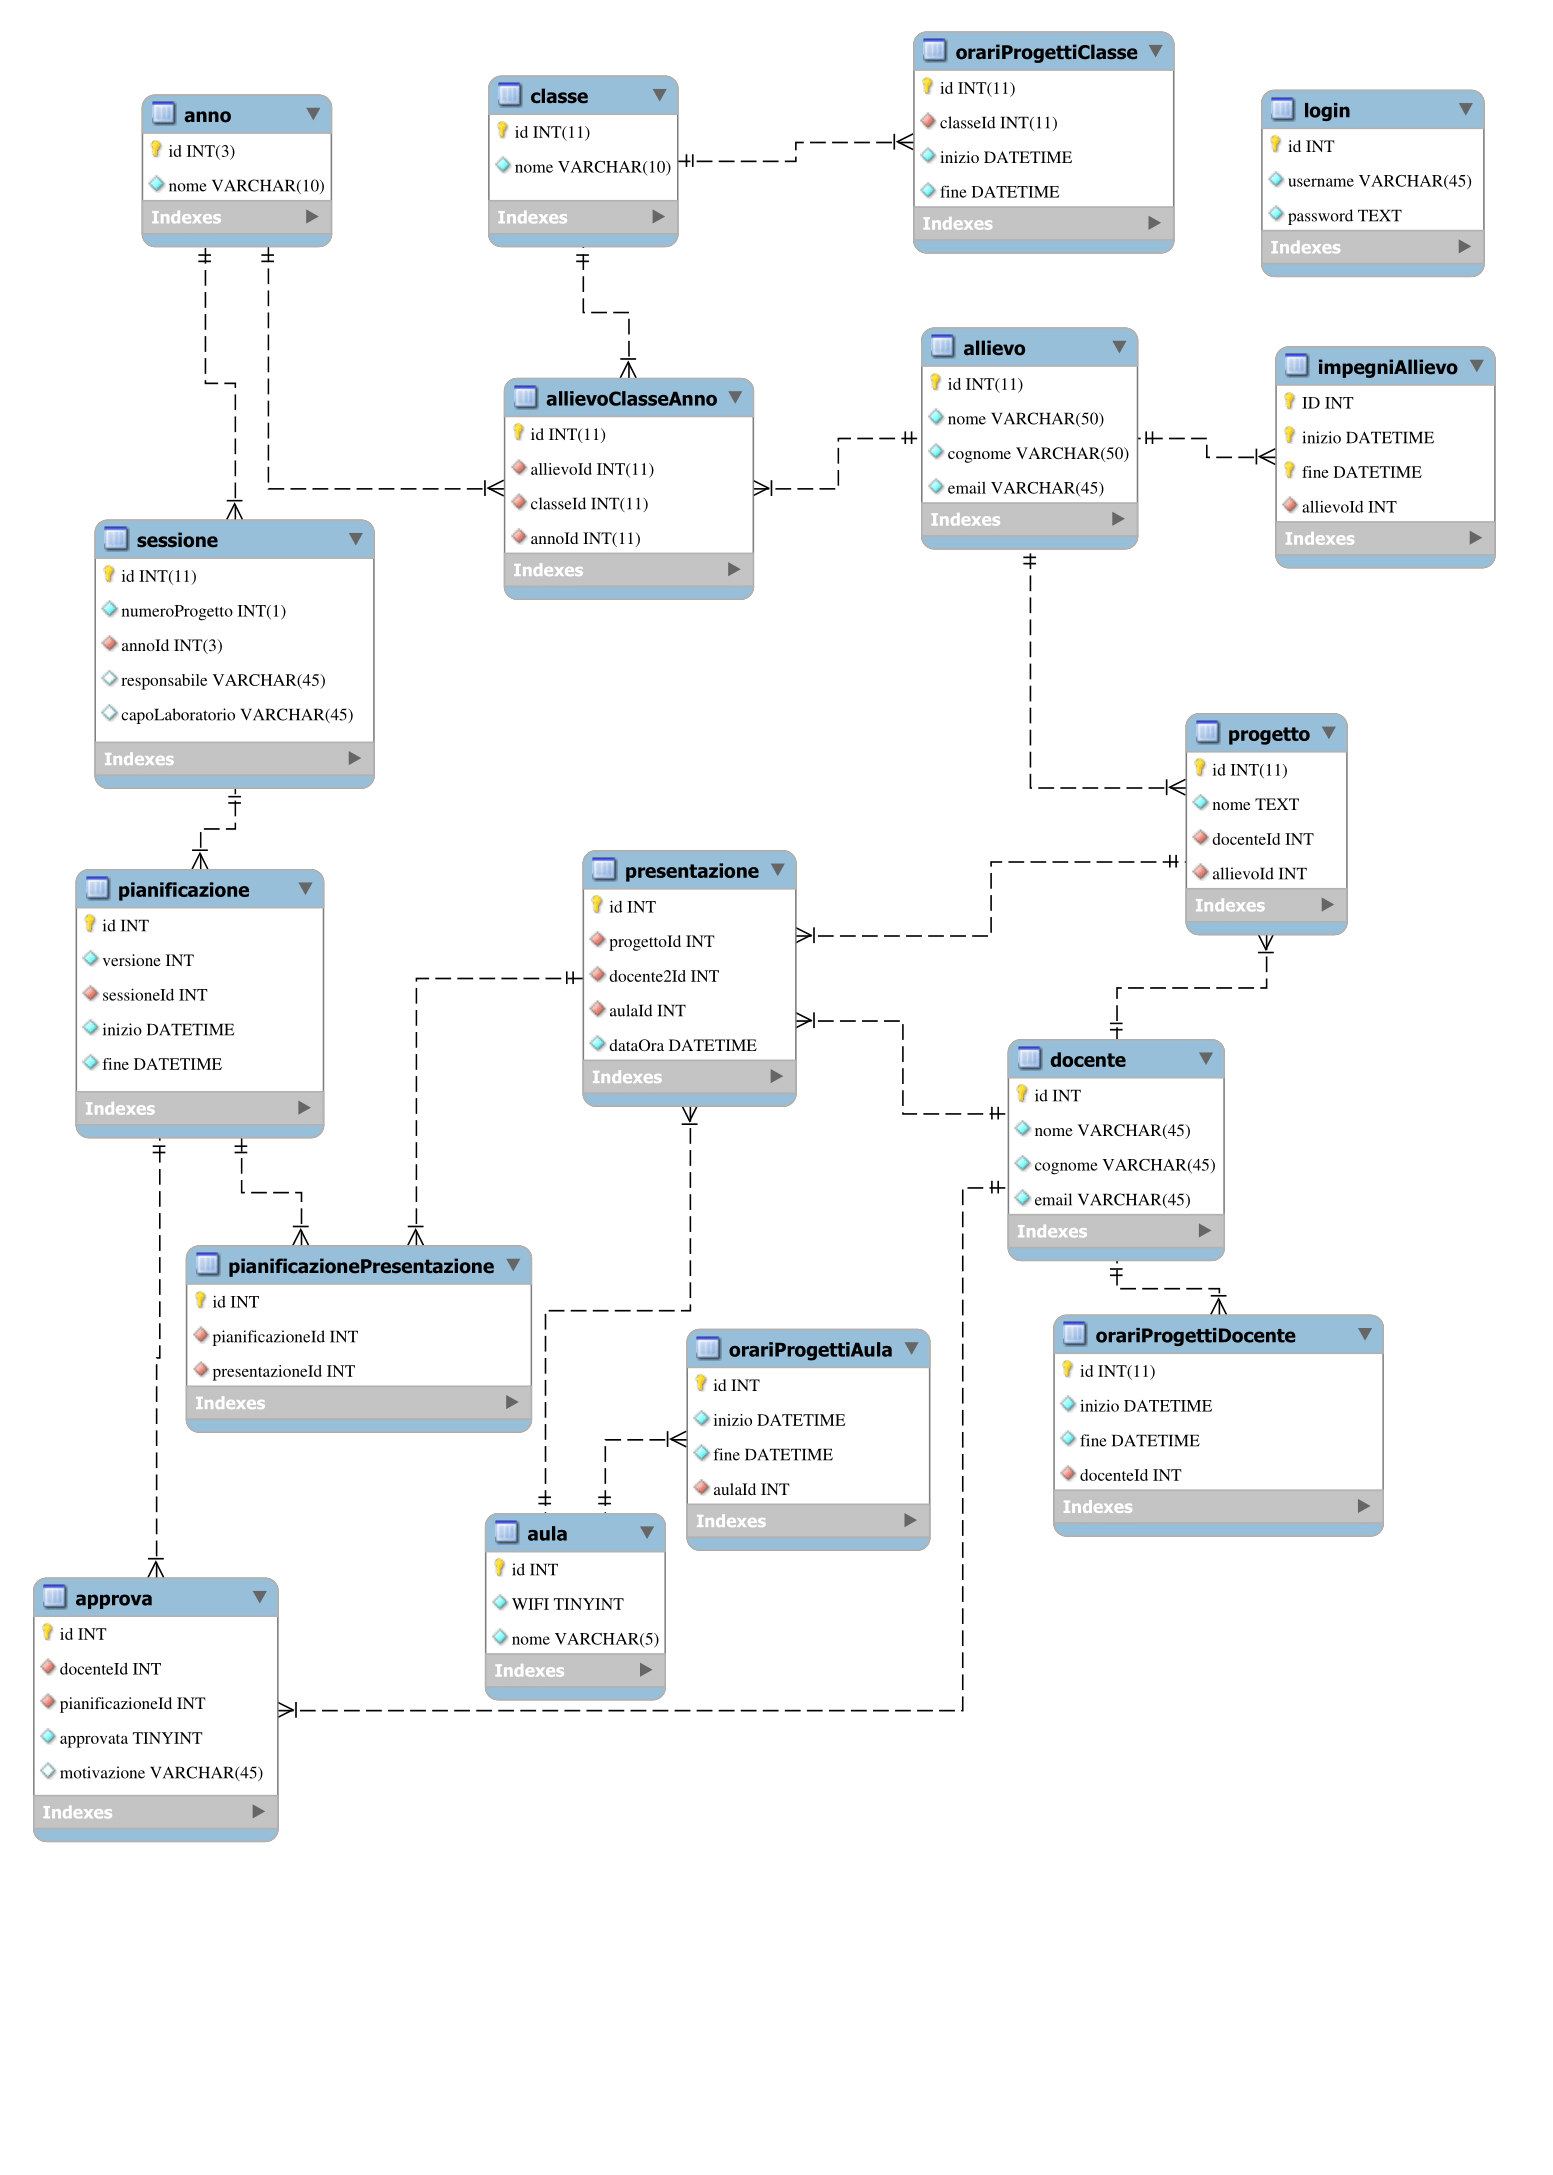 orariProgettiClasse
id INT(11)
classeId INT(11)
inizio DATETIME
fine DATETIME
Indexes
classe
id INT(11)
nome VARCHAR(10)
Indexes
login
id INT
username VARCHAR(45)
password TEXT
Indexes
anno
id INT(3)
nome VARCHAR(10)
Indexes
allievo
id INT(11)
nome VARCHAR(50)
cognome VARCHAR(50)
email VARCHAR(45)
Indexes
impegniAllievo
ID INT
inizio DATETIME
fine DATETIME
allievoId INT
Indexes
allievoClasseAnno
id INT(11)
allievoId INT(11)
classeId INT(11)
annoId INT(11)
Indexes
sessione
id INT(11)
numeroProgetto INT(1)
annoId INT(3)
responsabile VARCHAR(45)
capoLaboratorio VARCHAR(45)
Indexes
progetto
id INT(11)
nome TEXT
docenteId INT
allievoId INT
Indexes
presentazione
id INT
progettoId INT
docente2Id INT
aulaId INT
dataOra DATETIME
Indexes
pianificazione
id INT
versione INT
sessioneId INT
inizio DATETIME
fine DATETIME
Indexes
docente
id INT
nome VARCHAR(45)
cognome VARCHAR(45)
email VARCHAR(45)
Indexes
pianificazionePresentazione
id INT
pianificazioneId INT
presentazioneId INT
Indexes
orariProgettiAula
id INT
inizio DATETIME
fine DATETIME
aulaId INT
Indexes
orariProgettiDocente
id INT(11)
inizio DATETIME
fine DATETIME
docenteId INT
Indexes
aula
id INT
WIFI TINYINT
nome VARCHAR(5)
Indexes
approva
id INT
docenteId INT
pianificazioneId INT
approvata TINYINT
motivazione VARCHAR(45)
Indexes